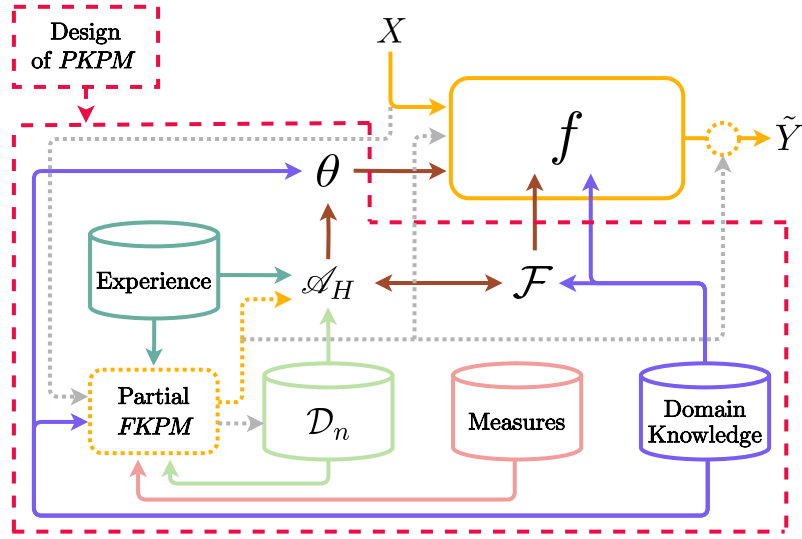 Design
of PKPM
X
f
Ỹ
θ
Experience
𝒜_H
ℱ
Partial
FKPM
𝒟_n
Measures
Domain
Knowledge